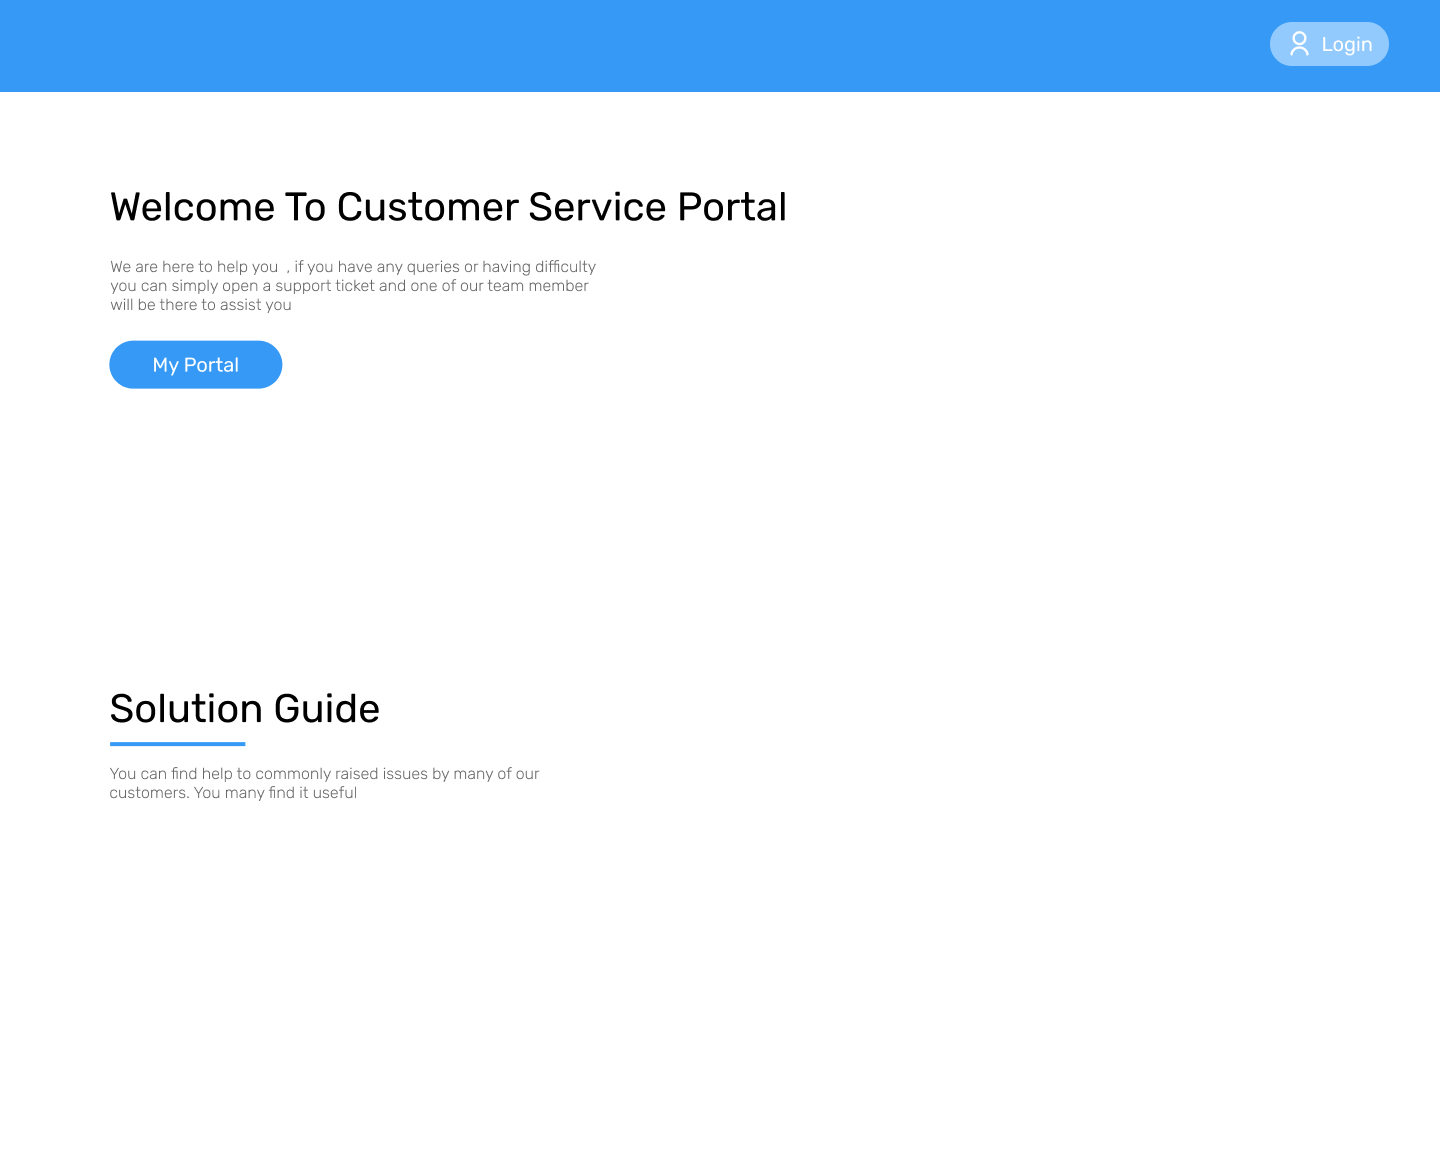 Login
Welcome To Customer Service Portal
We are here to help you  , if you have any queries or having difficulty
you can simply open a support ticket and one of our team member
will be there to assist you
My Portal
Solution Guide
You can find help to commonly raised issues by many of our
customers. You many find it useful